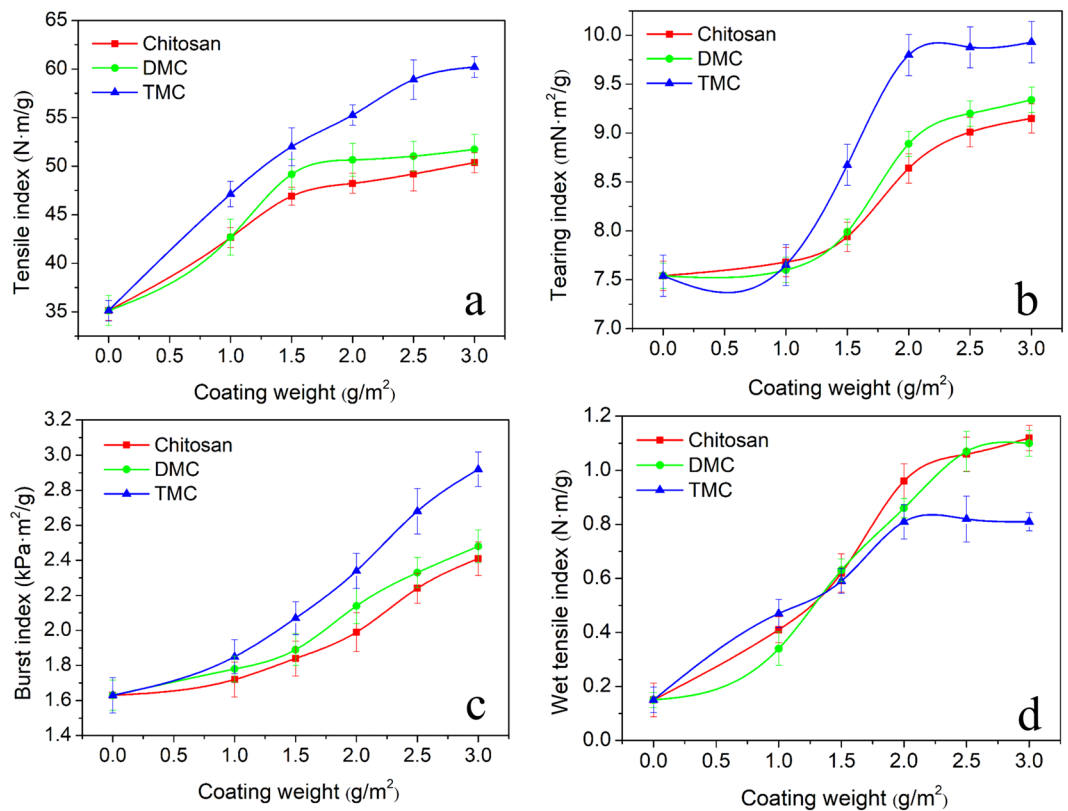 65
60
55
50
45
40
35
Tensile index (N·m/g)
Chitosan
DMC
TMC
a
0.0 0.5 1.0 1.5 2.0 2.5 3.0
Coating weight (g/m²)
10.0
9.5
9.0
8.5
8.0
7.5
7.0
Tearing index (mN·m²/g)
Chitosan
DMC
TMC
b
0.0 0.5 1.0 1.5 2.0 2.5 3.0
Coating weight (g/m²)
3.2
3.0
2.8
2.6
2.4
2.2
2.0
1.8
1.6
1.4
Burst index (kPa·m²/g)
Chitosan
DMC
TMC
c
0.0 0.5 1.0 1.5 2.0 2.5 3.0
Coating weight (g/m²)
1.2
1.0
0.8
0.6
0.4
0.2
0.0
Wet tensile index (N·m/g)
Chitosan
DMC
TMC
d
0.0 0.5 1.0 1.5 2.0 2.5 3.0
Coating weight (g/m²)